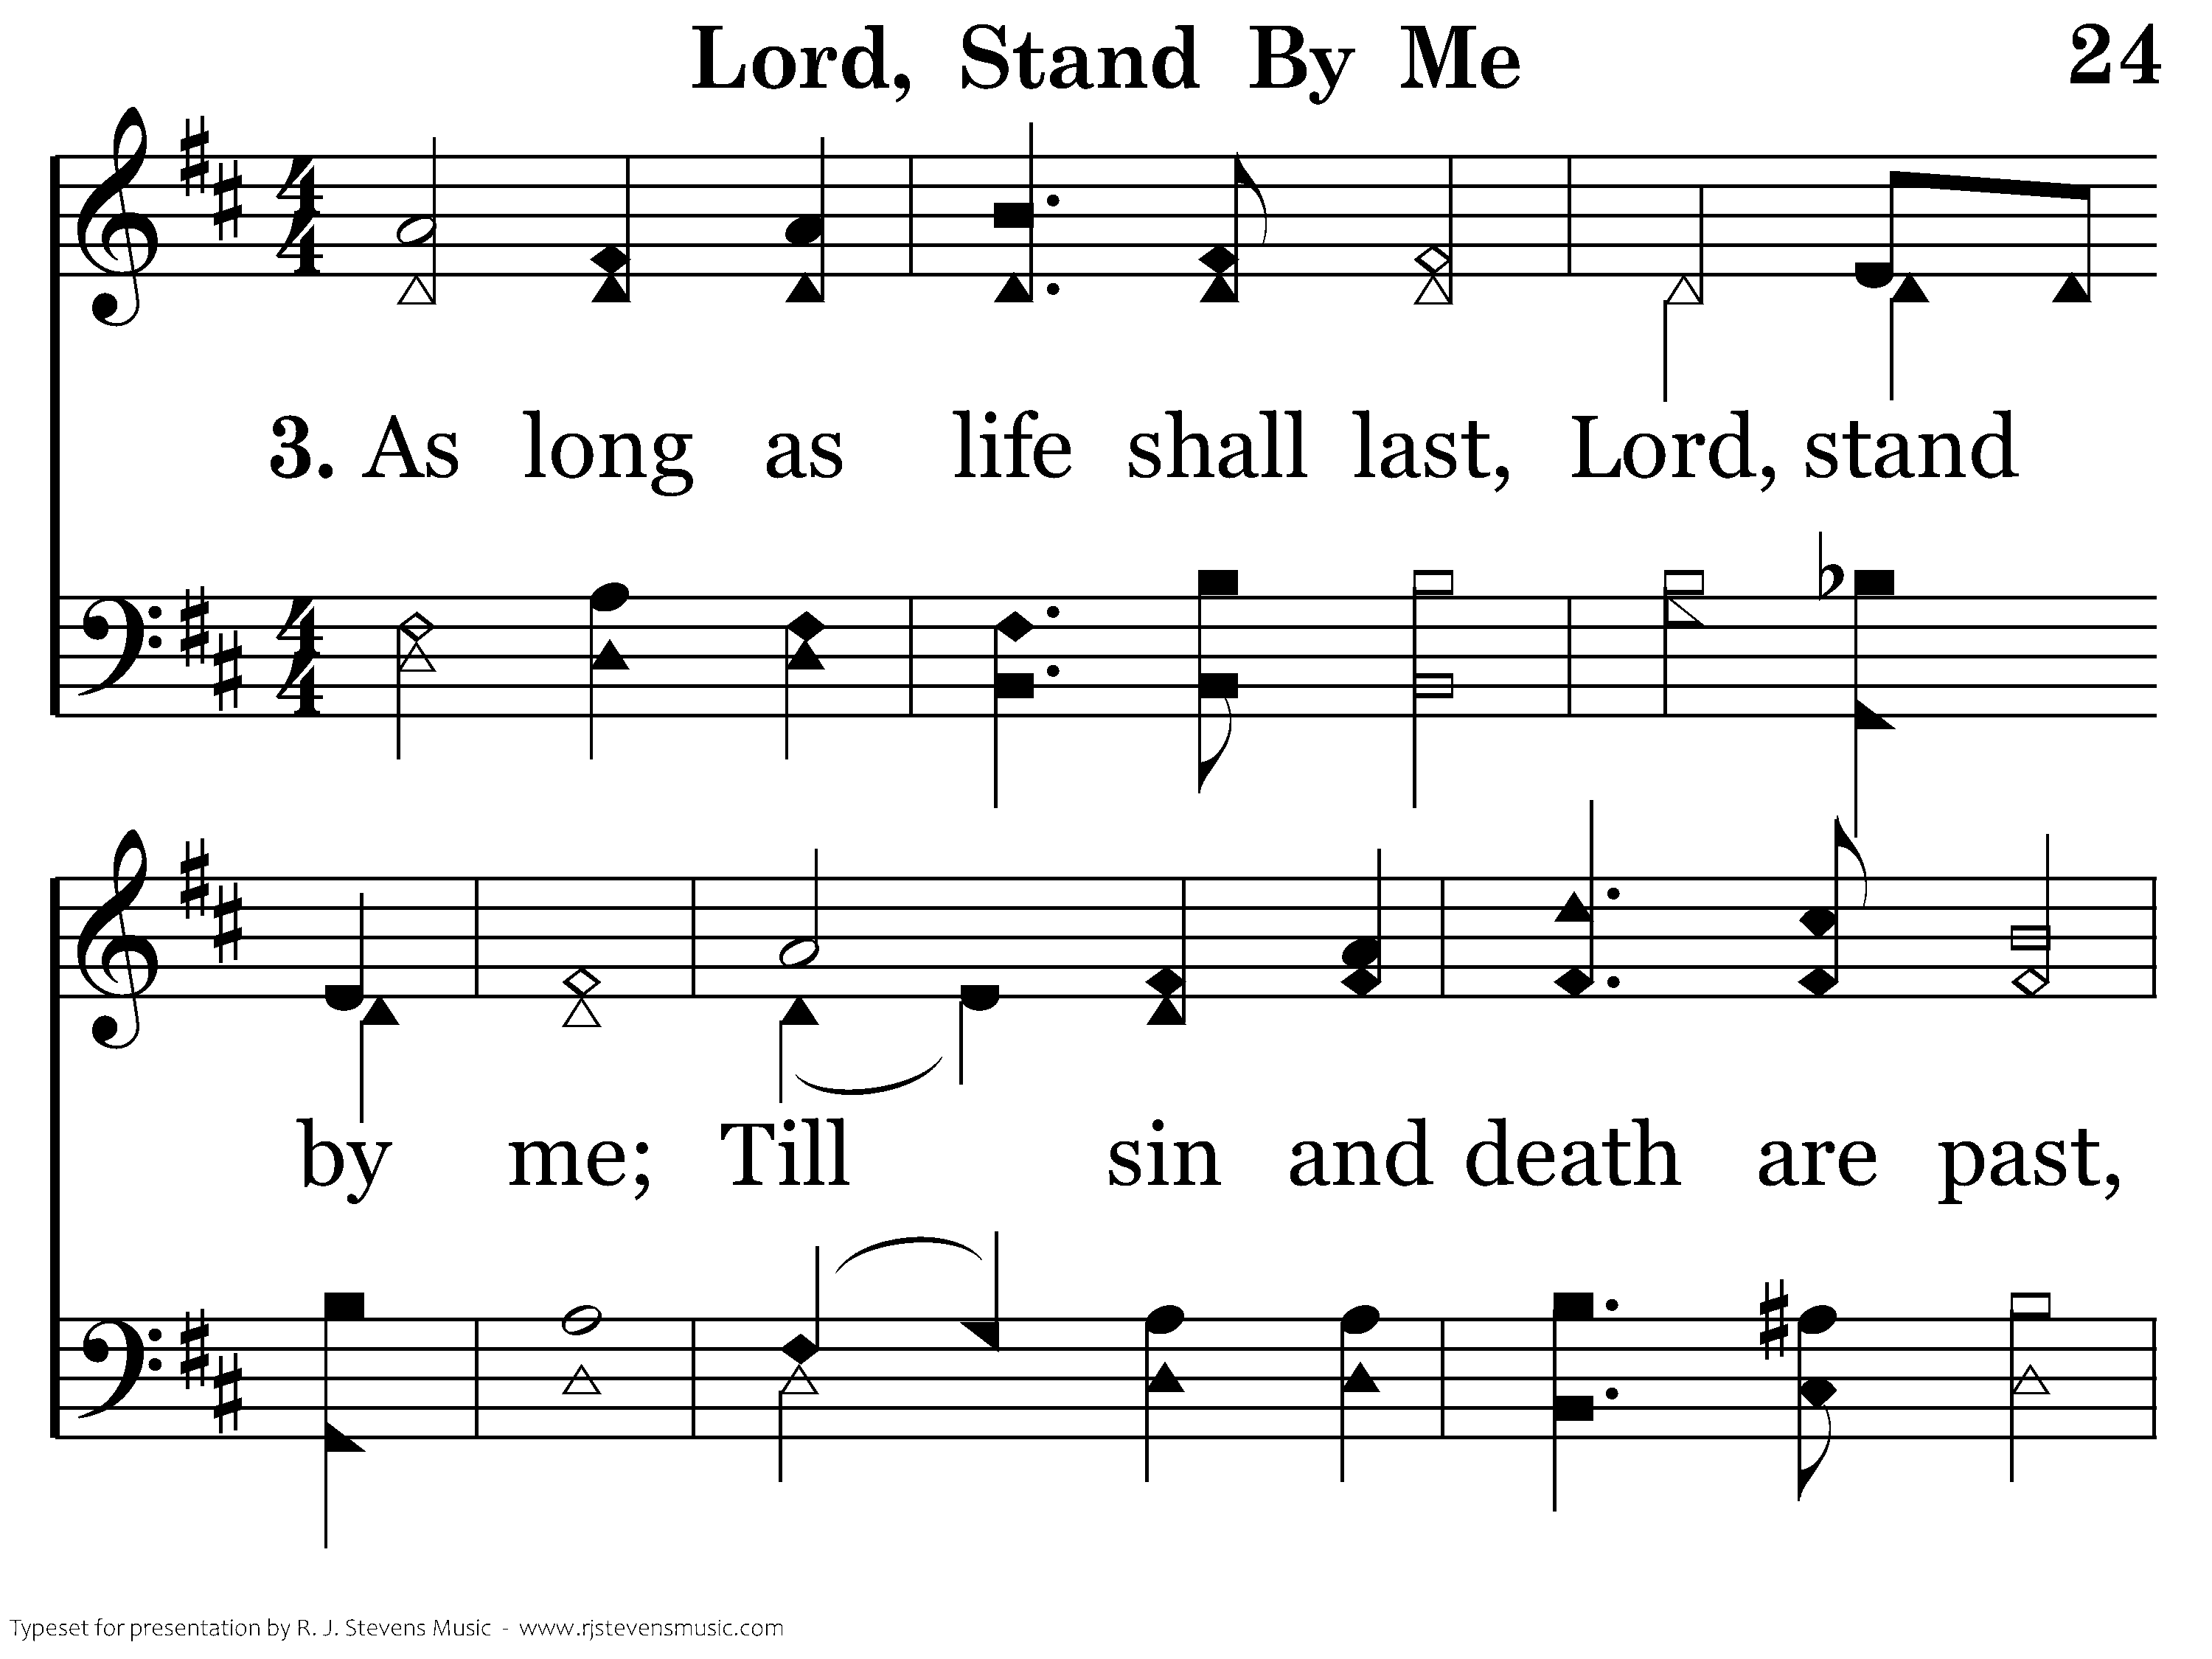 Lord, Stand By Me 24
3. As long as life shall last, Lord, stand
by me; Till sin and death are past,
Typeset for presentation by R. J. Stevens Music - www.rjstevensmusic.com